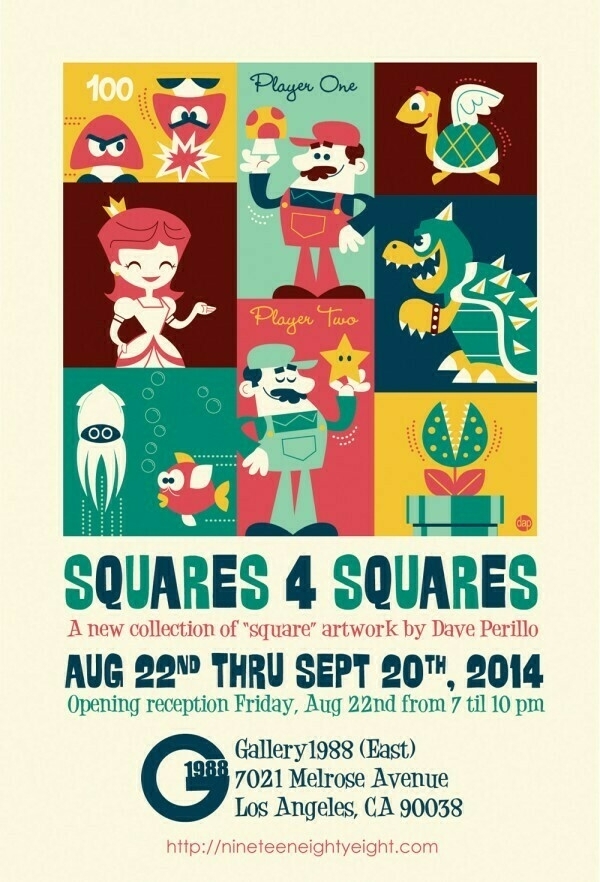 100
Player One
Player Two
dap
SQUARES 4 SQUARES
A new collection of "square" artwork by Dave Perillo
AUG 22ND THRU SEPT 20TH, 2014
Opening reception Friday, Aug 22nd from 7 til 10 pm
G 1988
Gallery1988 (East)
7021 Melrose Avenue
Los Angeles, CA 90038
http://nineteeneightyeight.com